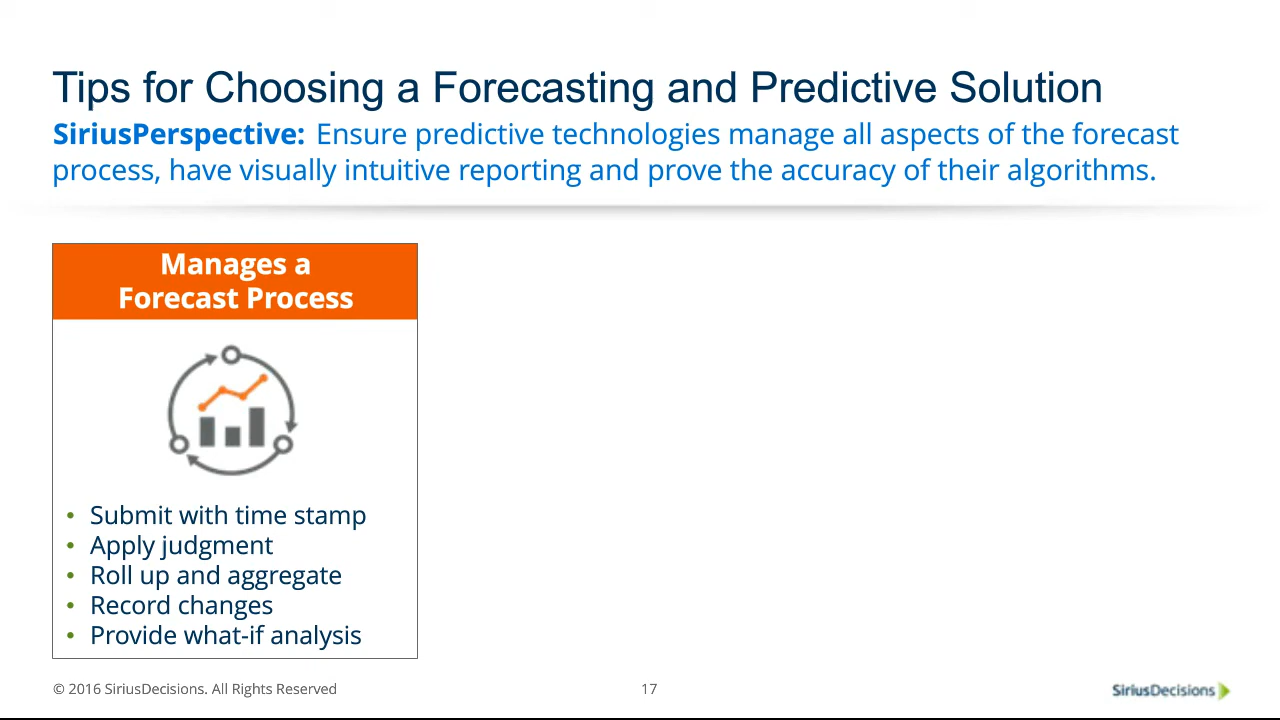 Tips for Choosing a Forecasting and Predictive Solution
SiriusPerspective: Ensure predictive technologies manage all aspects of the forecast
process, have visually intuitive reporting and prove the accuracy of their algorithms.
Manages a
Forecast Process
• Submit with time stamp
• Apply judgment
• Roll up and aggregate
• Record changes
• Provide what-if analysis
© 2016 SiriusDecisions. All Rights Reserved
17
SiriusDecisions